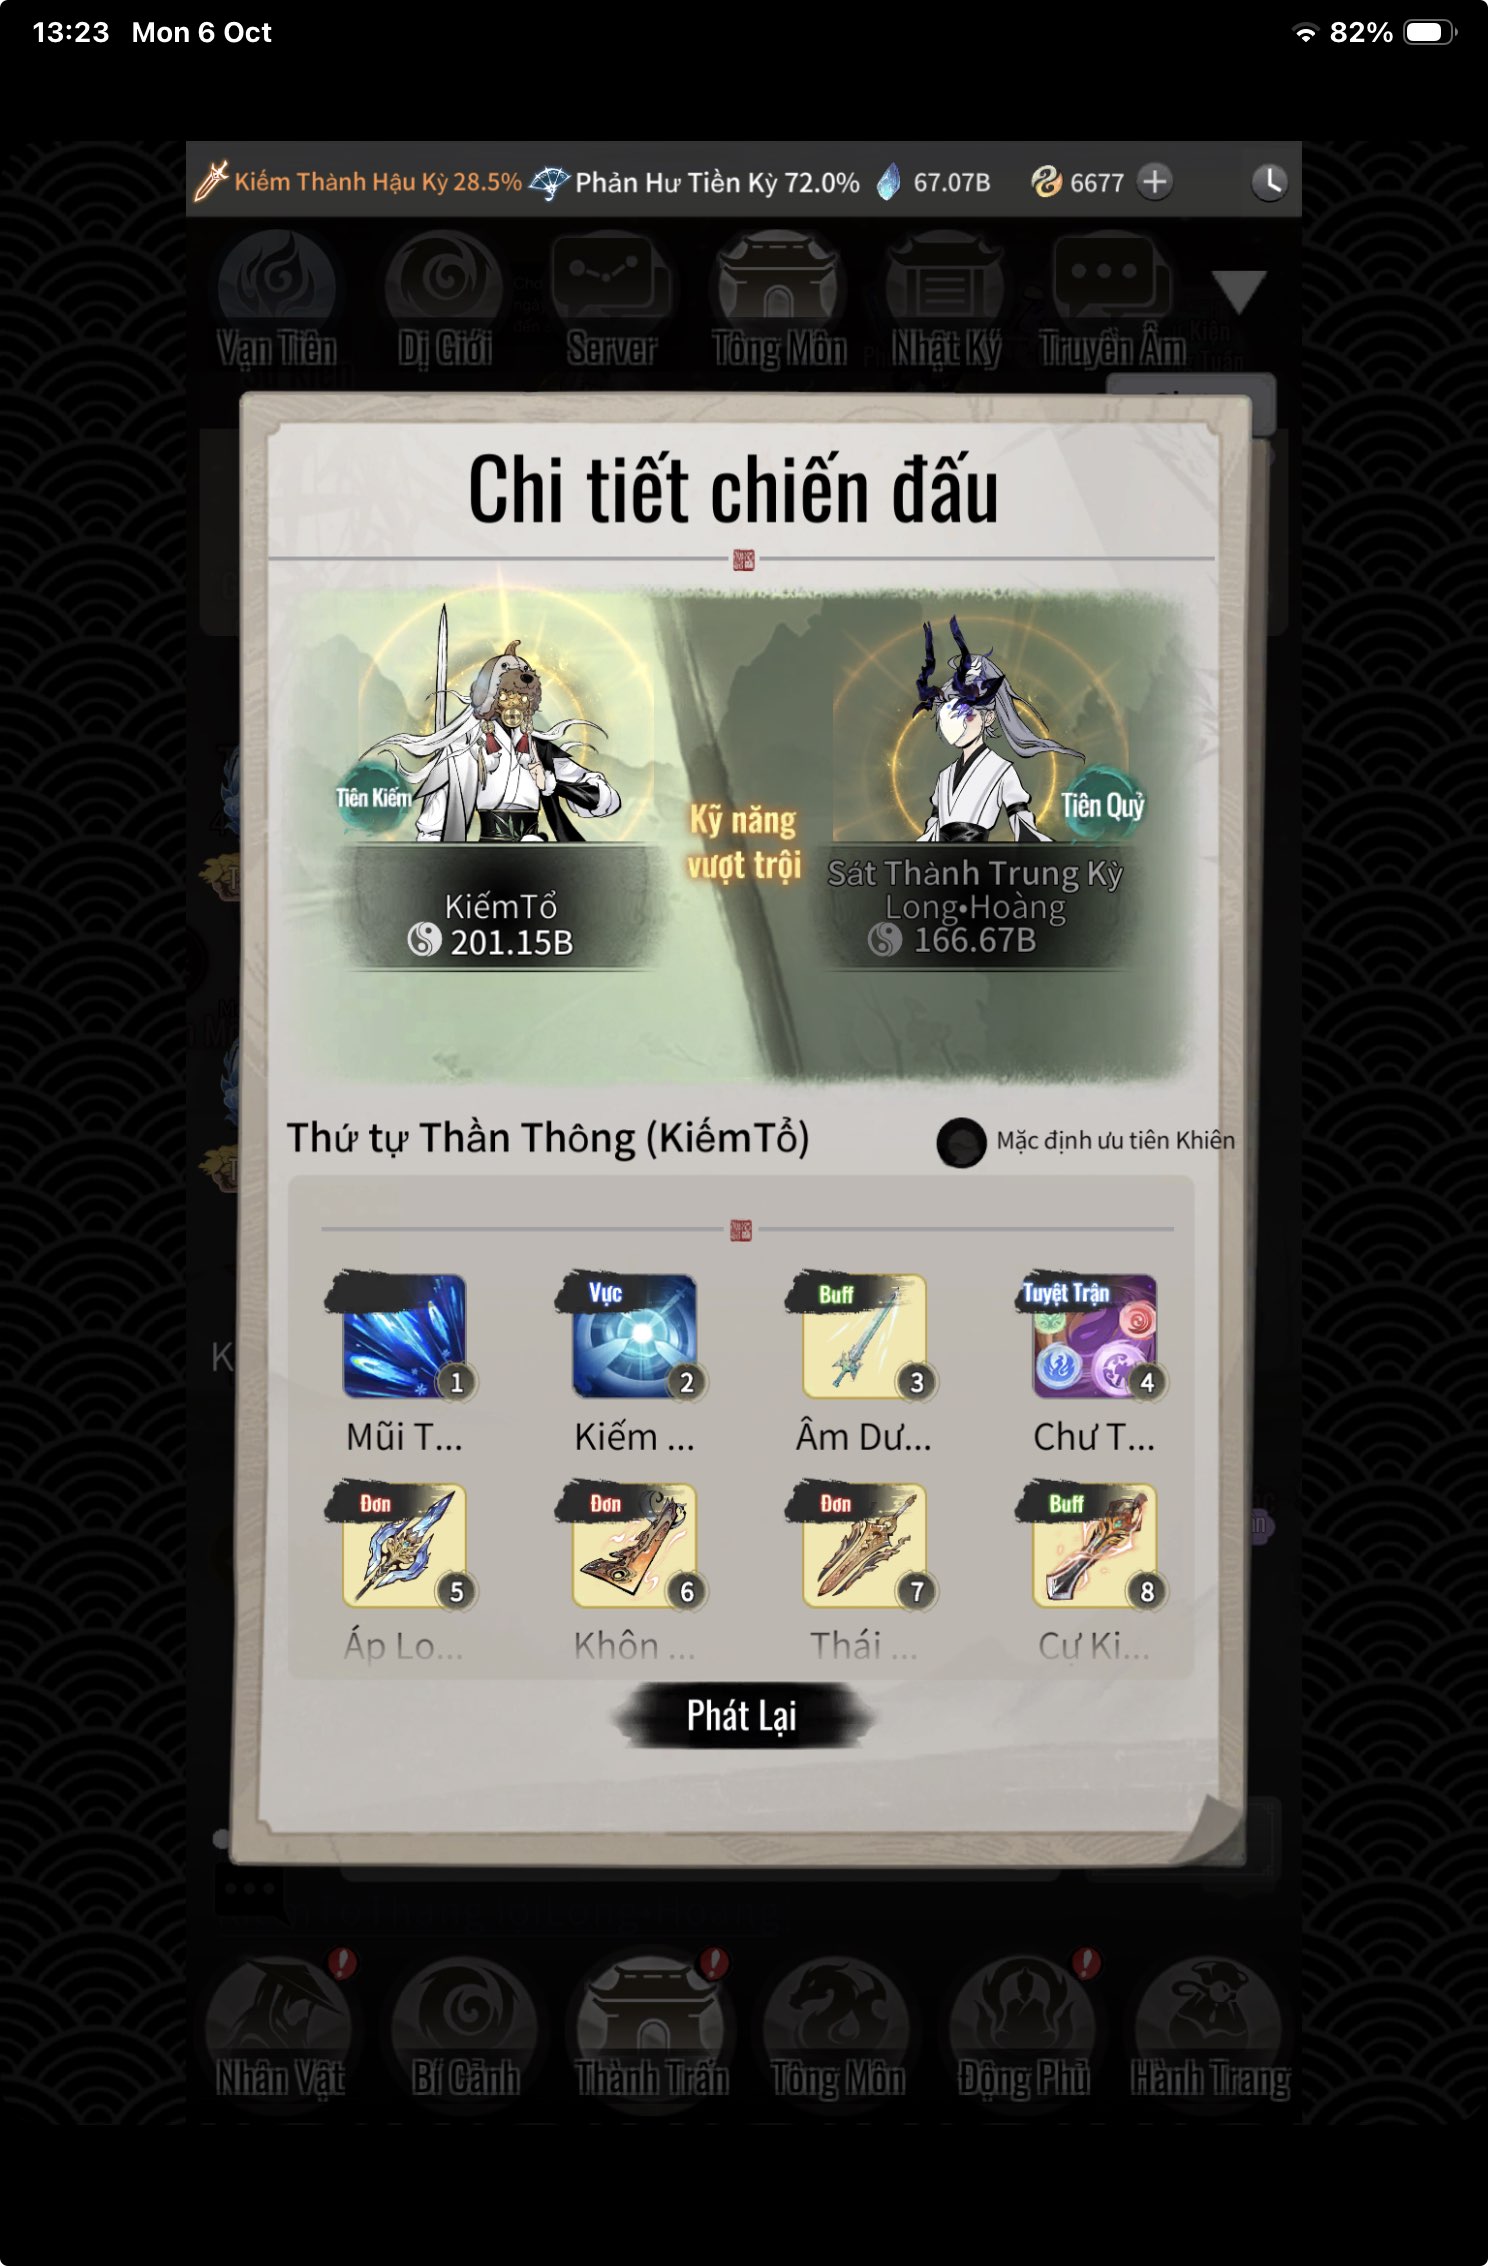 13:23 Mon 6 Oct 82%
Kiếm Thành Hậu Kỳ 28.5% Phản Hư Tiền Kỳ 72.0% 67.07B 6677
Vạn Tiên Dị Giới Server Tông Môn Nhật Ký Truyền Âm
Chi tiết chiến đấu
Tiên Kiếm
Tiên Quỷ
Kỹ năng
vượt trội
KiếmTổ
201.15B
Sát Thành Trung Kỳ
Long•Hoàng
166.67B
Thứ tự Thần Thông (KiếmTổ) Mặc định ưu tiên Khiên
Vực Buff Tuyệt Trận
1 2 3 4
Mũi T... Kiếm ... Âm Dư... Chư T...
Đơn Đơn Đơn Buff
5 6 7 8
Áp Lo... Khôn ... Thái ... Cự Ki...
Phát Lại
Nhân Vật Bí Cảnh Thành Trấn Tông Môn Động Phủ Hành Trang